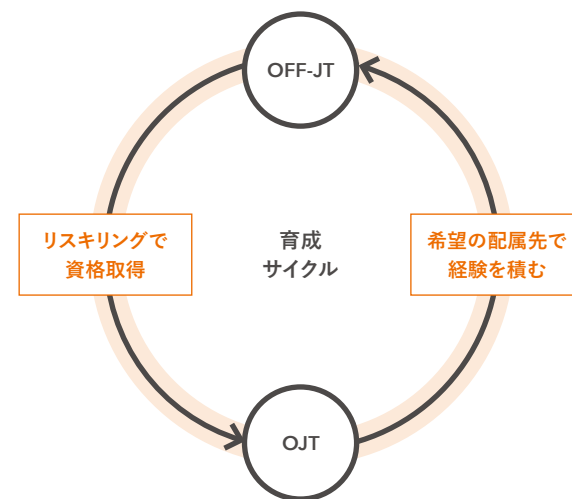 OFF-JT
リスキリングで
資格取得
育成
サイクル
希望の配属先で
経験を積む
OJT